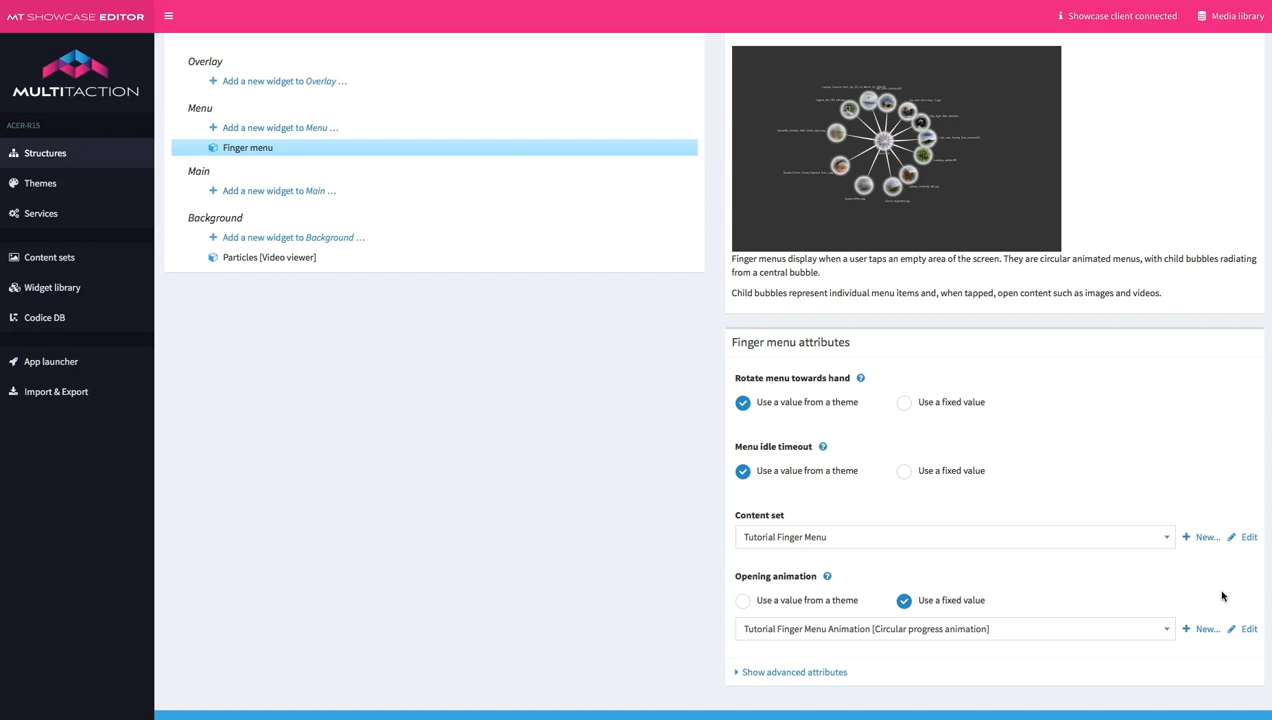 MT SHOWCASE EDITOR
Showcase client connected
Media library
MULTITACTION
ACER-R15
Structures
Themes
Services
Content sets
Widget library
Codice DB
App launcher
Import & Export
Overlay
Add a new widget to Overlay ...
Menu
Add a new widget to Menu ...
Finger menu
Main
Add a new widget to Main ...
Background
Add a new widget to Background ...
Particles [Video viewer]
Finger menus display when a user taps an empty area of the screen. They are circular animated menus, with child bubbles radiating
from a central bubble.
Child bubbles represent individual menu items and, when tapped, open content such as images and videos.
Finger menu attributes
Rotate menu towards hand ?
Use a value from a theme Use a fixed value
Menu idle timeout ?
Use a value from a theme Use a fixed value
Content set
Tutorial Finger Menu New... Edit
Opening animation ?
Use a value from a theme Use a fixed value
Tutorial Finger Menu Animation [Circular progress animation] New... Edit
Show advanced attributes